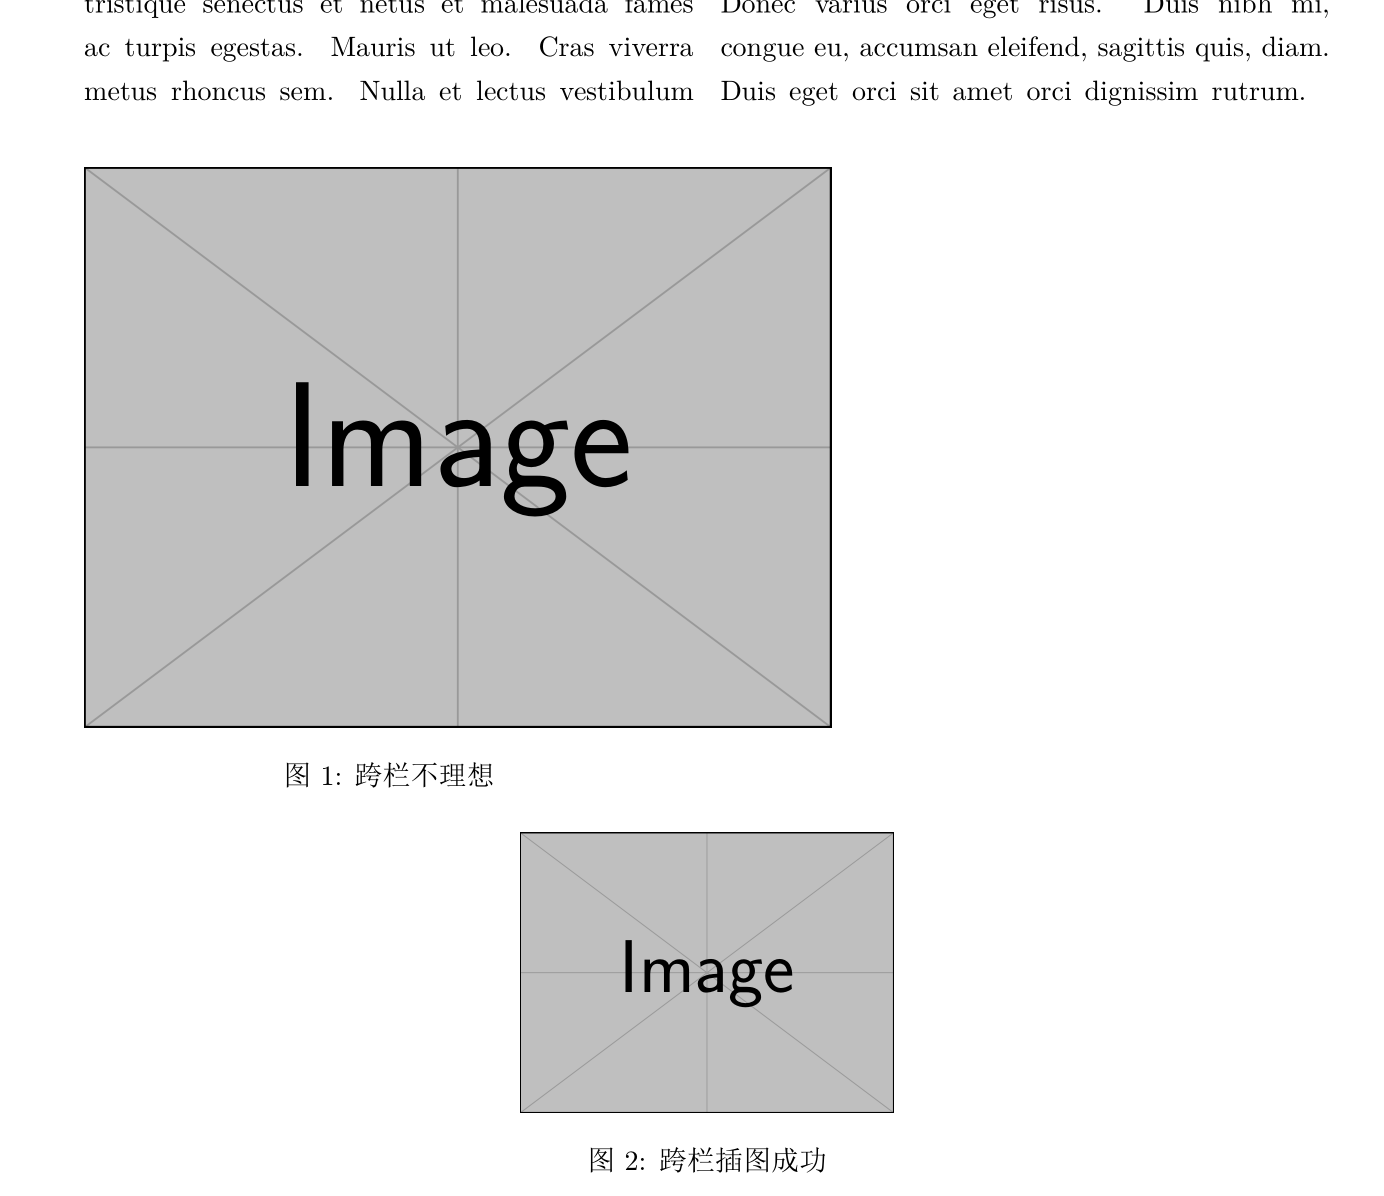 tristique senectus et netus et malesuada fames
ac turpis egestas. Mauris ut leo. Cras viverra
metus rhoncus sem. Nulla et lectus vestibulum
Donec varius orci eget risus. Duis nibh mi,
congue eu, accumsan eleifend, sagittis quis, diam.
Duis eget orci sit amet orci dignissim rutrum.
Image
图 1: 跨栏不理想
Image
图 2: 跨栏插图成功